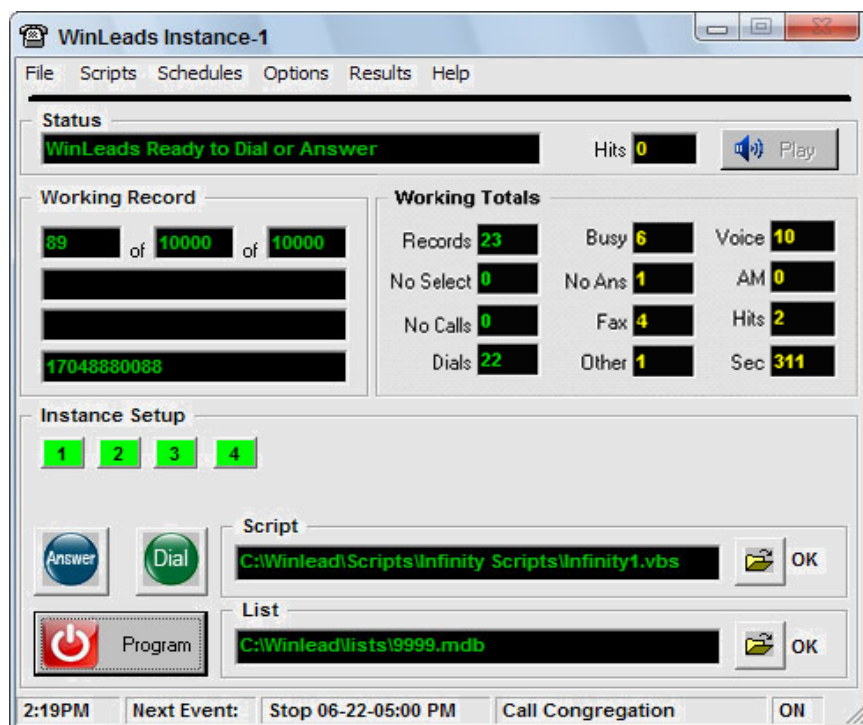 WinLeads Instance-1
File Scripts Schedules Options Results Help
Status
WinLeads Ready to Dial or Answer Hits 0 Play
Working Record
89 of 10000 of 10000
17048880088
Working Totals
Records 23 Busy 6 Voice 10
No Select 0 No Ans 1 AM 0
No Calls 0 Fax 4 Hits 2
Dials 22 Other 1 Sec 311
Instance Setup
1 2 3 4
Answer Dial
Script
C:\Winlead\Scripts\Infinity Scripts\Infinity1.vbs OK
Program
List
C:\Winlead\lists\9999.mdb OK
2:19PM Next Event: Stop 06-22-05:00 PM Call Congregation ON